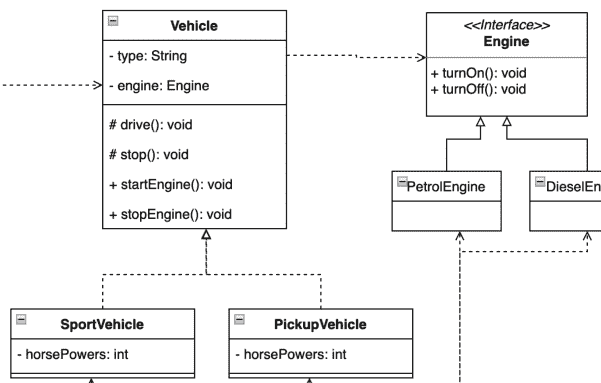 Vehicle
- type: String
- engine: Engine
# drive(): void
# stop(): void
+ startEngine(): void
+ stopEngine(): void
<<Interface>>
Engine
+ turnOn(): void
+ turnOff(): void
PetrolEngine
DieselEn
SportVehicle
- horsePowers: int
PickupVehicle
- horsePowers: int